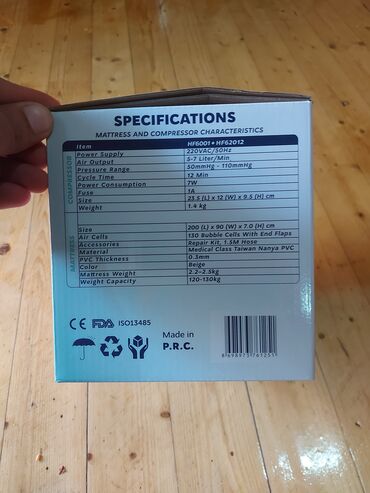 SPECIFICATIONS
MATTRESS AND COMPRESSOR CHARACTERISTICS
Item HF6001 • HF62012
COMPRESSOR
Power Supply 220VAC/50Hz
Air Output 5-7 Liter/Min
Pressure Range 50mmHg - 110mmHg
Cycle Time 12 Min
Power Consumption 7W
Fuse 1A
Size 23.5 (L) x 12 (W) x 9.5 (H) cm
Weight 1.4 kg
MATTRESS
Size 200 (L) x 90 (W) x 7.0 (H) cm
Air Cells 130 Bubble Cells With End Flaps
Accessories Repair Kit, 1.5M Hose
Material Medical Class Taiwan Nanya PVC
PVC Thickness 0.3mm
Color Beige
Mattress Weight 2.2-2.5kg
Weight Capacity 120-130kg
CE FDA ISO13485
Made in
P.R.C.